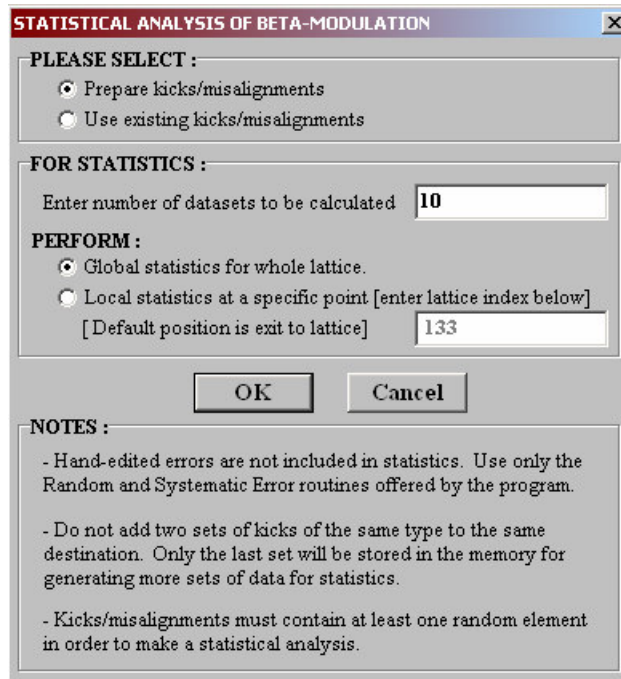 STATISTICAL ANALYSIS OF BETA-MODULATION
PLEASE SELECT :
Prepare kicks/misalignments
Use existing kicks/misalignments
FOR STATISTICS :
Enter number of datasets to be calculated 10
PERFORM :
Global statistics for whole lattice.
Local statistics at a specific point [enter lattice index below]
[ Default position is exit to lattice] 133
OK Cancel
NOTES :
- Hand-edited errors are not included in statistics. Use only the
Random and Systematic Error routines offered by the program.
- Do not add two sets of kicks of the same type to the same
destination. Only the last set will be stored in the memory for
generating more sets of data for statistics.
- Kicks/misalignments must contain at least one random element
in order to make a statistical analysis.